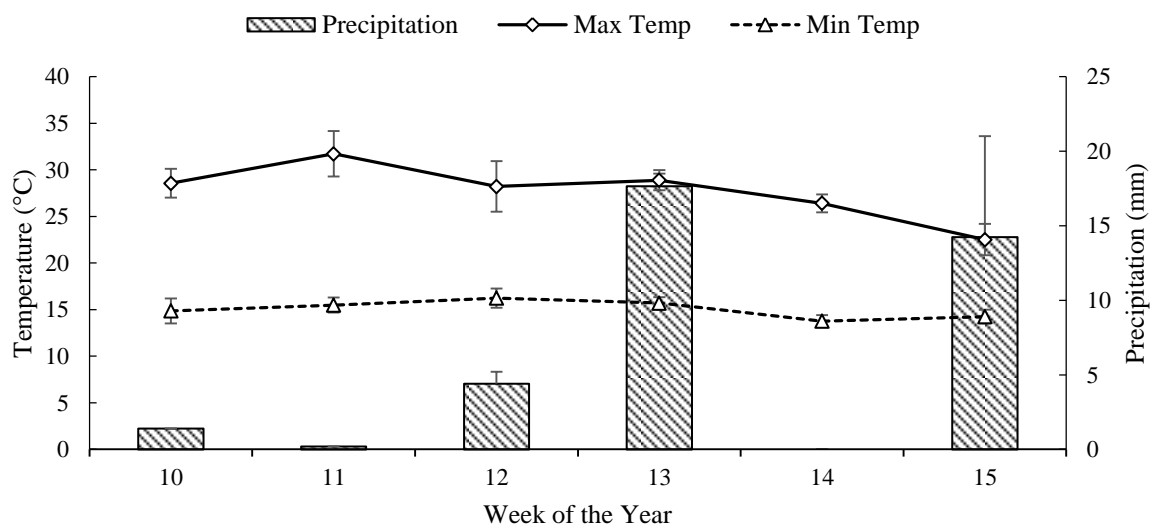 Precipitation Max Temp Min Temp
40 25
35
30 20
25 15
20
15 10
10 5
5
0 0
10 11 12 13 14 15
Temperature (°C)
Precipitation (mm)
Week of the Year